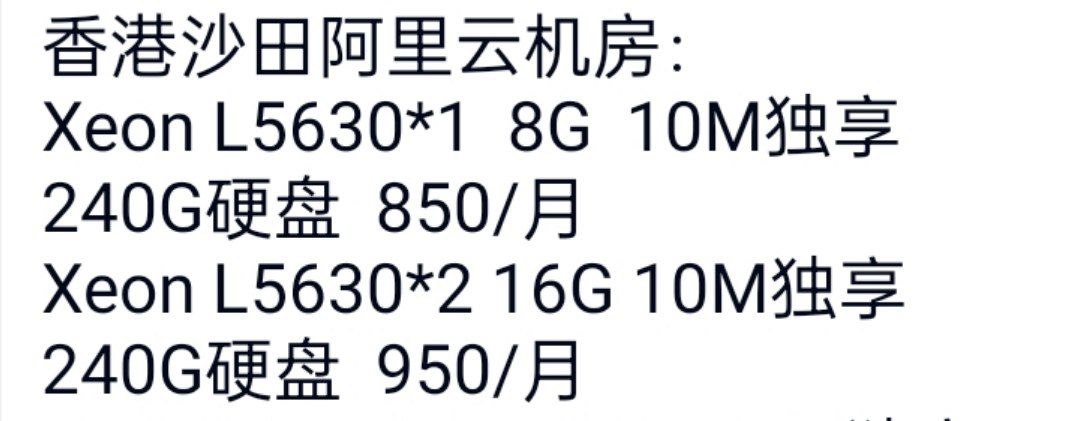 香港沙田阿里云机房：
Xeon L5630*1 8G 10M独享
240G硬盘 850/月
Xeon L5630*2 16G 10M独享
240G硬盘 950/月